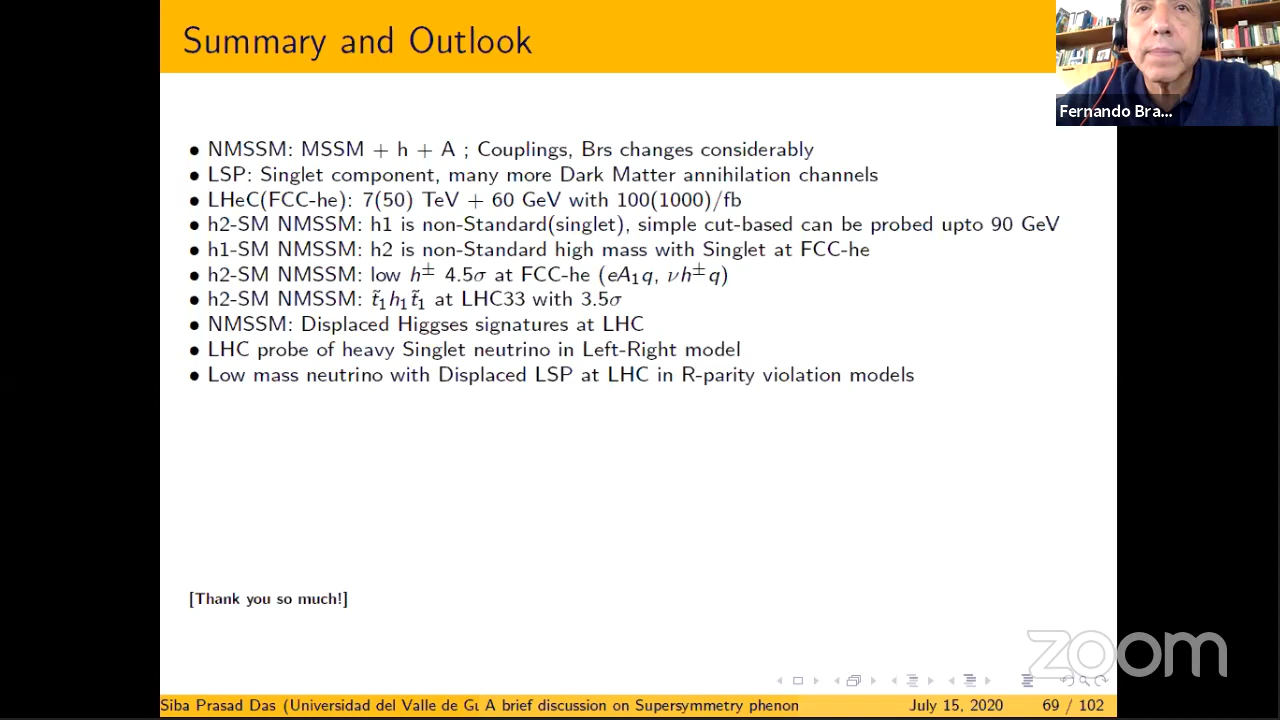 Summary and Outlook
Fernando Bra...
• NMSSM: MSSM + h + A ; Couplings, Brs changes considerably
• LSP: Singlet component, many more Dark Matter annihilation channels
• LHeC(FCC-he): 7(50) TeV + 60 GeV with 100(1000)/fb
• h2-SM NMSSM: h1 is non-Standard(singlet), simple cut-based can be probed upto 90 GeV
• h1-SM NMSSM: h2 is non-Standard high mass with Singlet at FCC-he
• h2-SM NMSSM: low h± 4.5σ at FCC-he (eA₁q, νh±q)
• h2-SM NMSSM: t̃₁h₁t̃₁ at LHC33 with 3.5σ
• NMSSM: Displaced Higgses signatures at LHC
• LHC probe of heavy Singlet neutrino in Left-Right model
• Low mass neutrino with Displaced LSP at LHC in R-parity violation models
[Thank you so much!]
zoom
Siba Prasad Das (Universidad del Valle de Gu A brief discussion on Supersymmetry phenon July 15, 2020 69 / 102